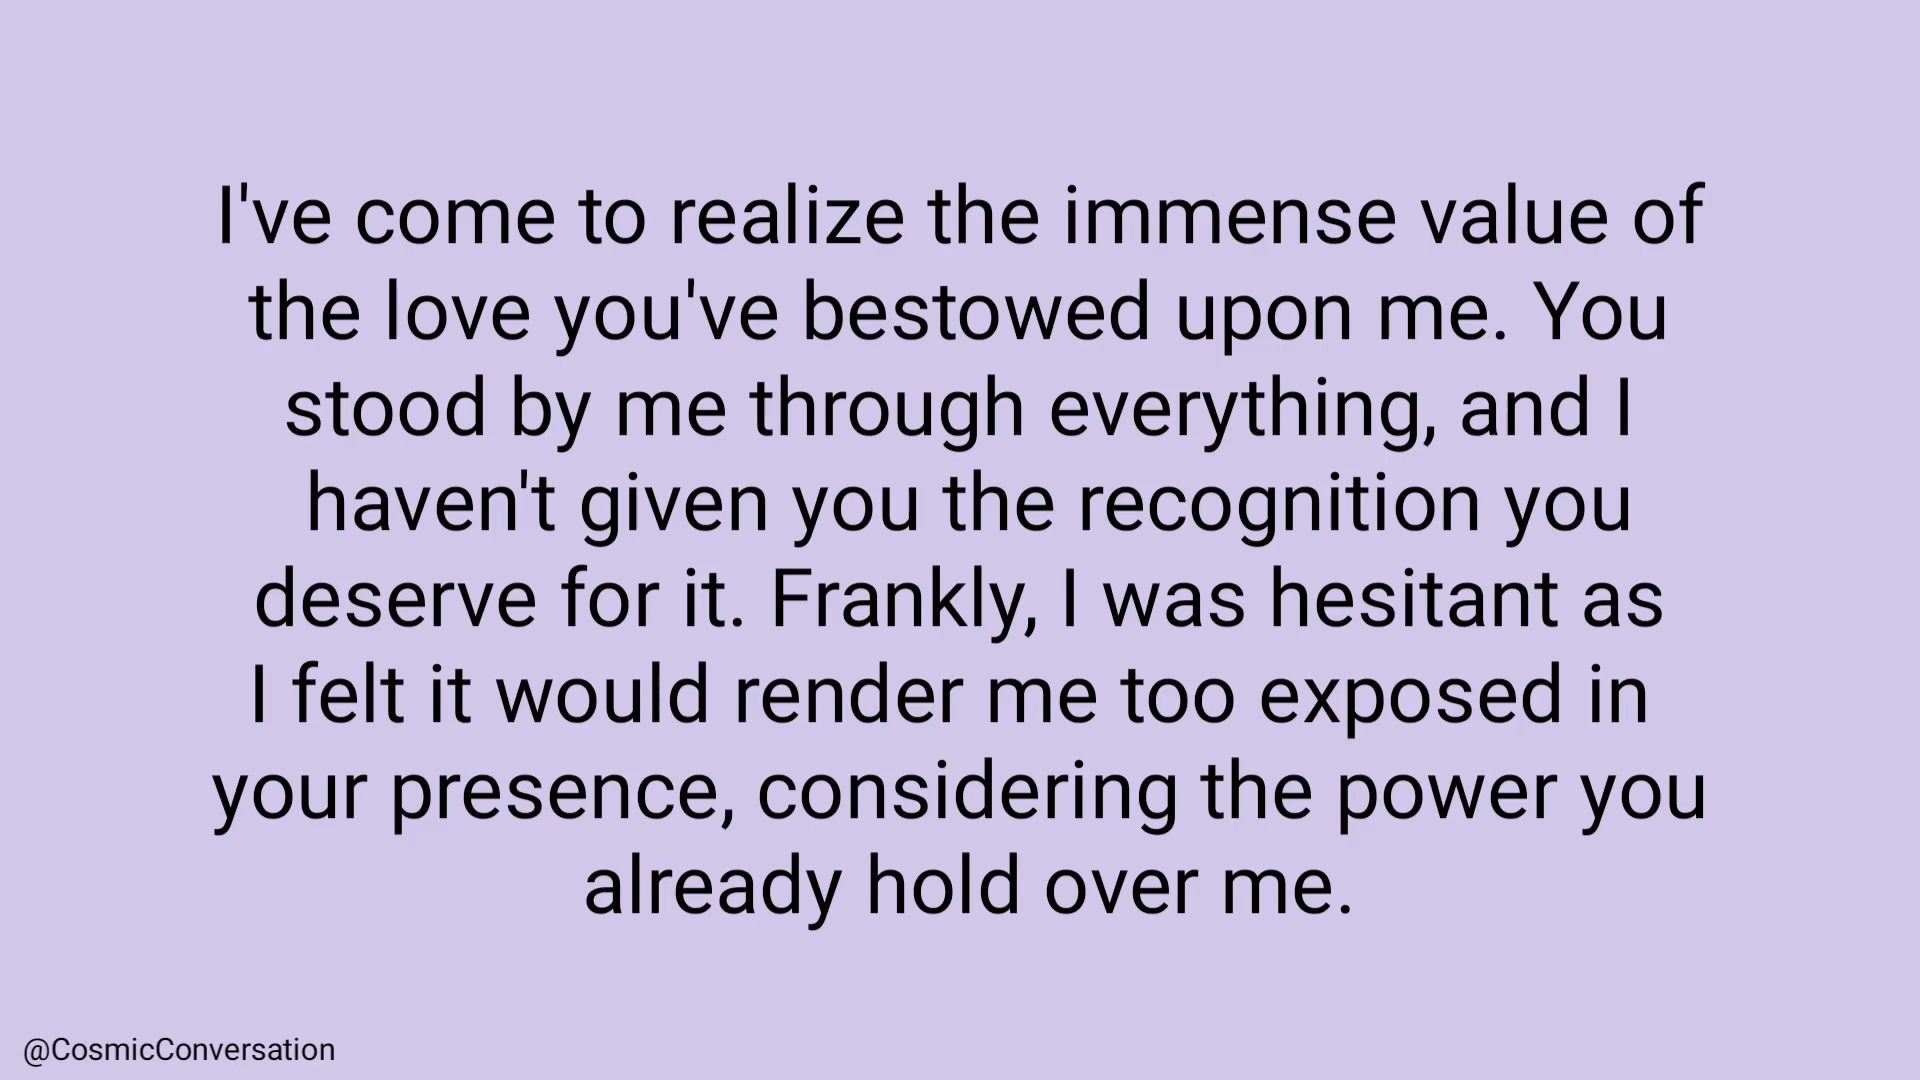 I've come to realize the immense value of
the love you've bestowed upon me. You
stood by me through everything, and I
haven't given you the recognition you
deserve for it. Frankly, I was hesitant as
I felt it would render me too exposed in
your presence, considering the power you
already hold over me.
@CosmicConversation